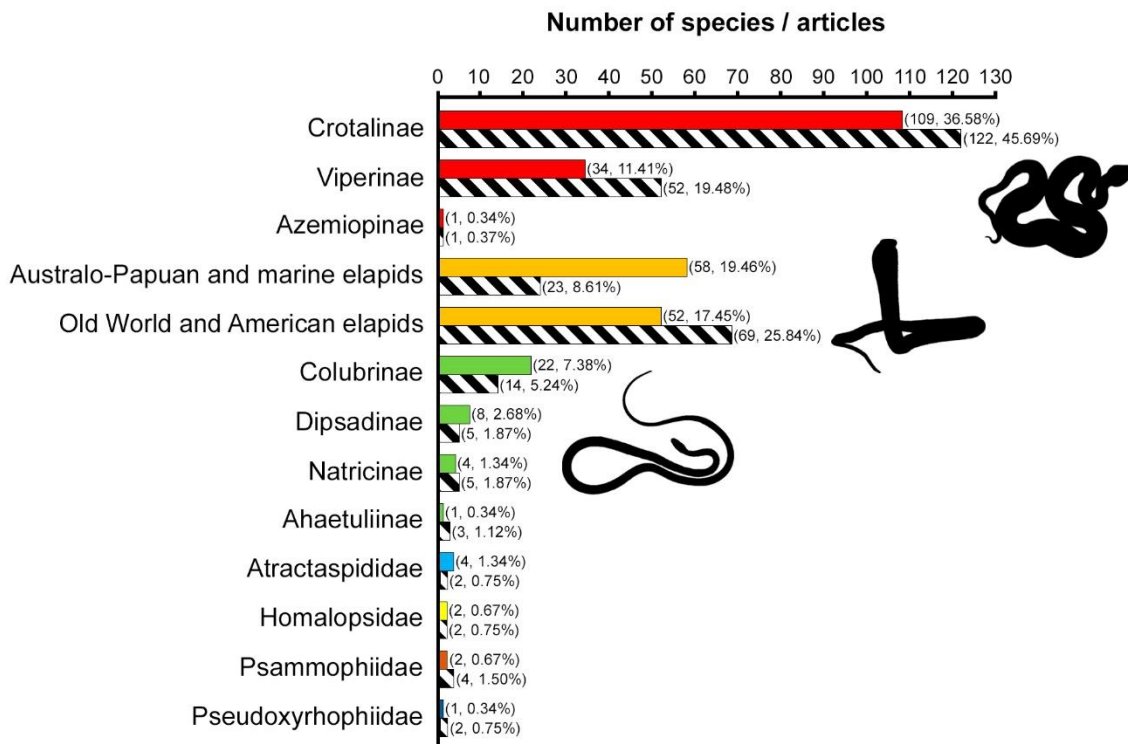 Number of species / articles
0 10 20 30 40 50 60 70 80 90 100 110 120 130
Crotalinae
(109, 36.58%)
(122, 45.69%)
Viperinae
(34, 11.41%)
(52, 19.48%)
Azemiopinae
(1, 0.34%)
(1, 0.37%)
Australo-Papuan and marine elapids
(58, 19.46%)
(23, 8.61%)
Old World and American elapids
(52, 17.45%)
(69, 25.84%)
Colubrinae
(22, 7.38%)
(14, 5.24%)
Dipsadinae
(8, 2.68%)
(5, 1.87%)
Natricinae
(4, 1.34%)
(5, 1.87%)
Ahaetuliinae
(1, 0.34%)
(3, 1.12%)
Atractaspididae
(4, 1.34%)
(2, 0.75%)
Homalopsidae
(2, 0.67%)
(2, 0.75%)
Psammophiidae
(2, 0.67%)
(4, 1.50%)
Pseudoxyrhophiidae
(1, 0.34%)
(2, 0.75%)